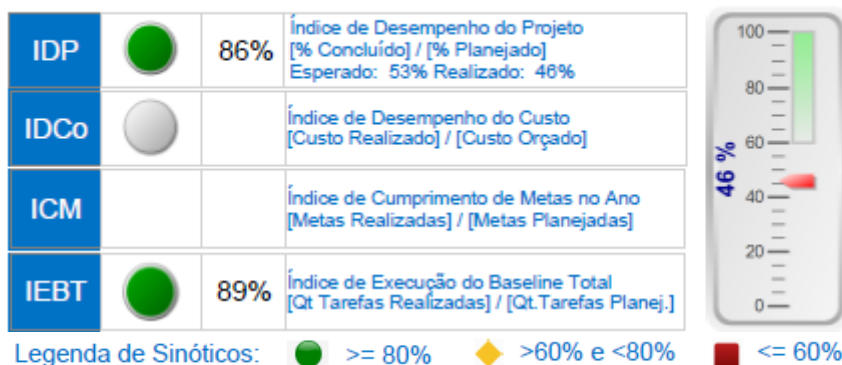 IDP
86%
Índice de Desempenho do Projeto
[% Concluído] / [% Planejado]
Esperado: 53% Realizado: 46%
IDCo
Índice de Desempenho do Custo
[Custo Realizado] / [Custo Orçado]
ICM
Índice de Cumprimento de Metas no Ano
[Metas Realizadas] / [Metas Planejadas]
IEBT
89%
Índice de Execução do Baseline Total
[Qt Tarefas Realizadas] / [Qt.Tarefas Planej.]
100
80
60
40
20
0
46 %
Legenda de Sinóticos: >= 80% >60% e <80% <= 60%